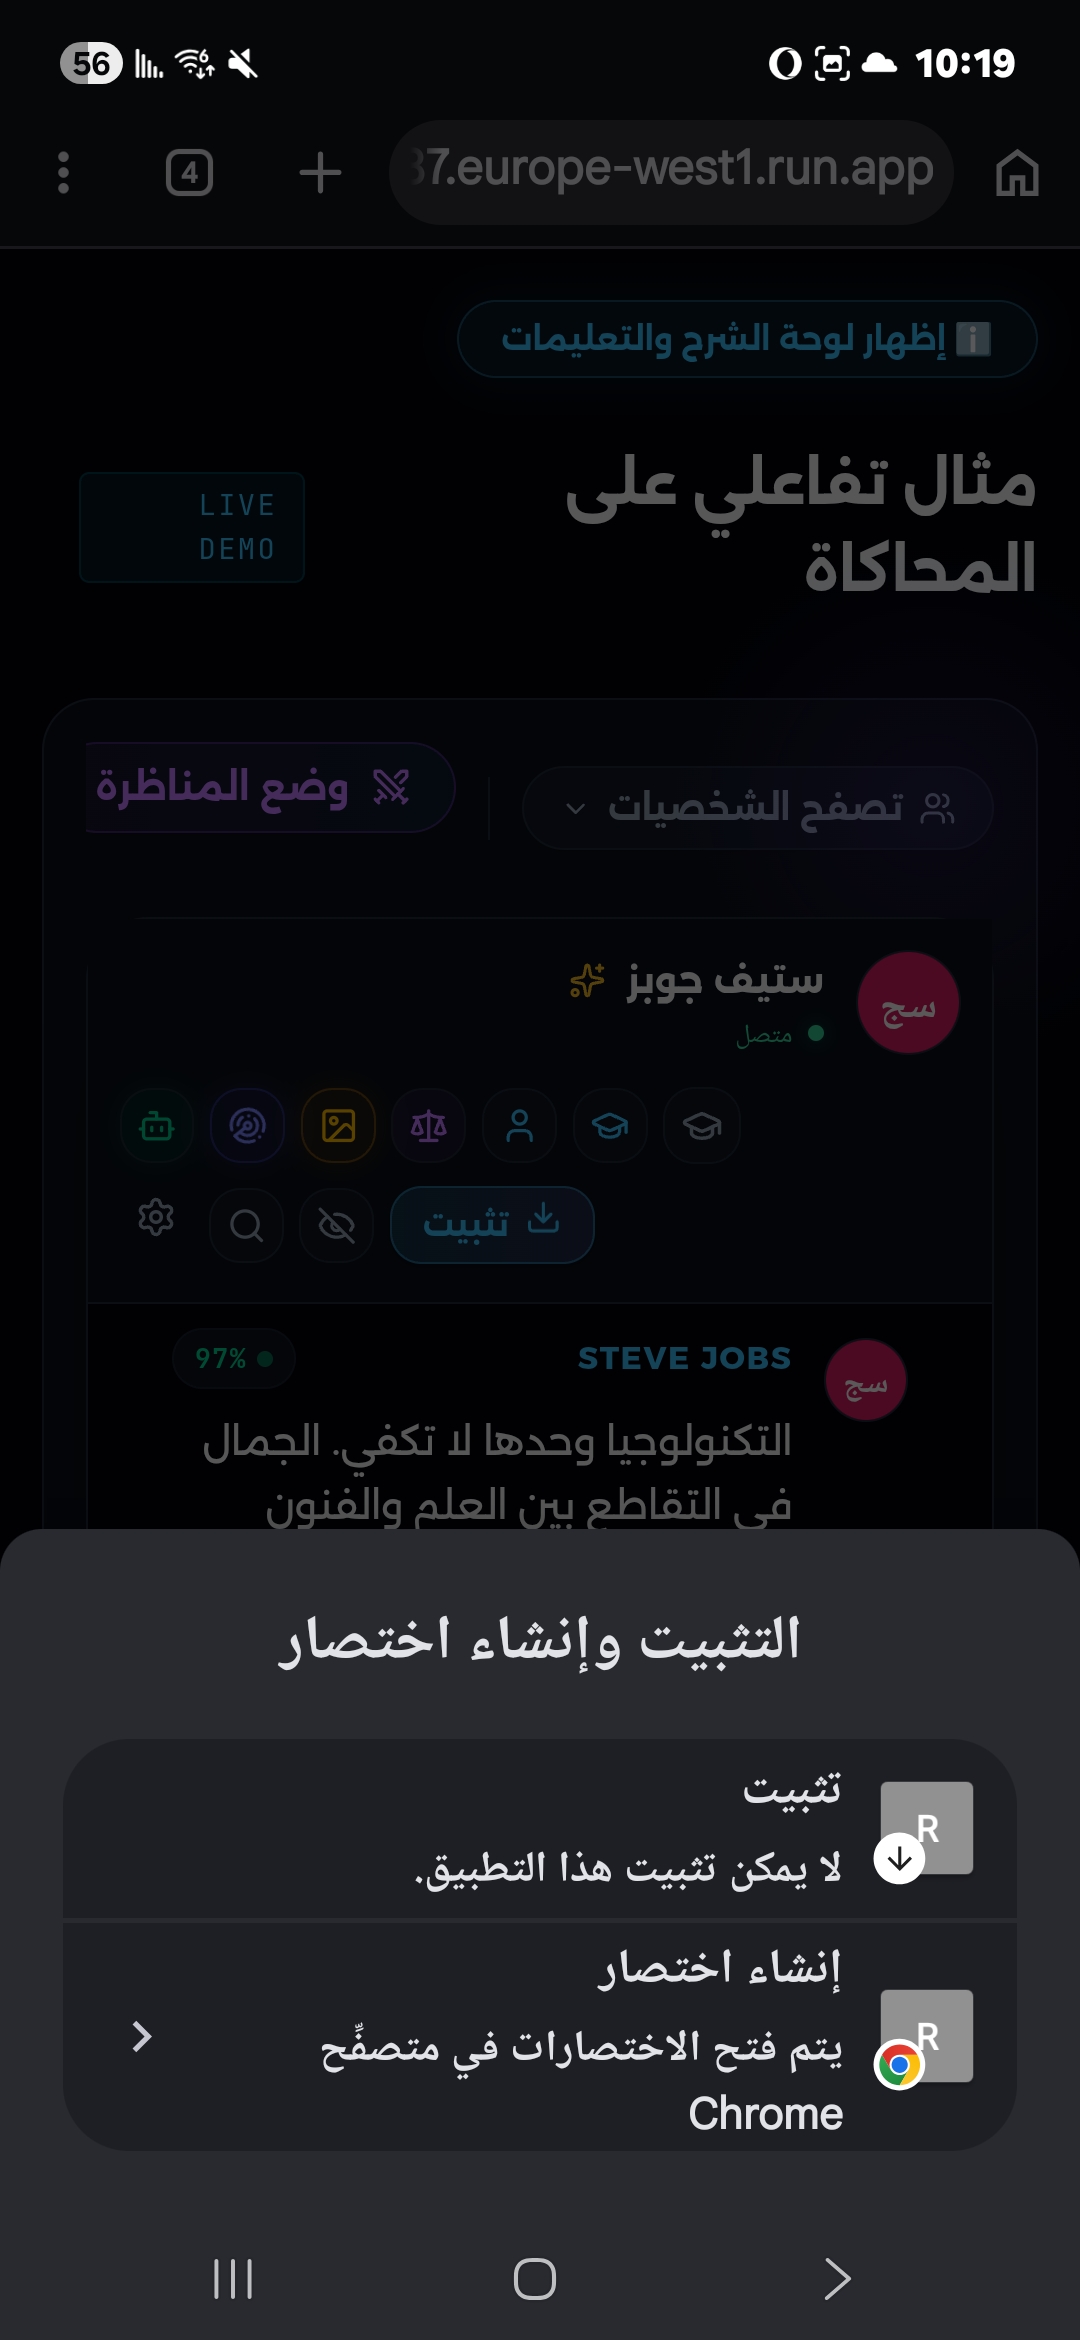 56
6
10:19
4
37.europe-west1.run.app
إظهار لوحة الشرح والتعليمات
مثال تفاعلي على
المحاكاة
LIVE
DEMO
تصفح الشخصيات
وضع المناظرة
سج
ستيف جوبز
متصل
تثبيت
سج
STEVE JOBS
97%
التكنولوجيا وحدها لا تكفي. الجمال
في التقاطع بين العلم والفنون
التثبيت وإنشاء اختصار
R
تثبيت
لا يمكن تثبيت هذا التطبيق.
R
إنشاء اختصار
يتم فتح الاختصارات في متصفِّح
Chrome